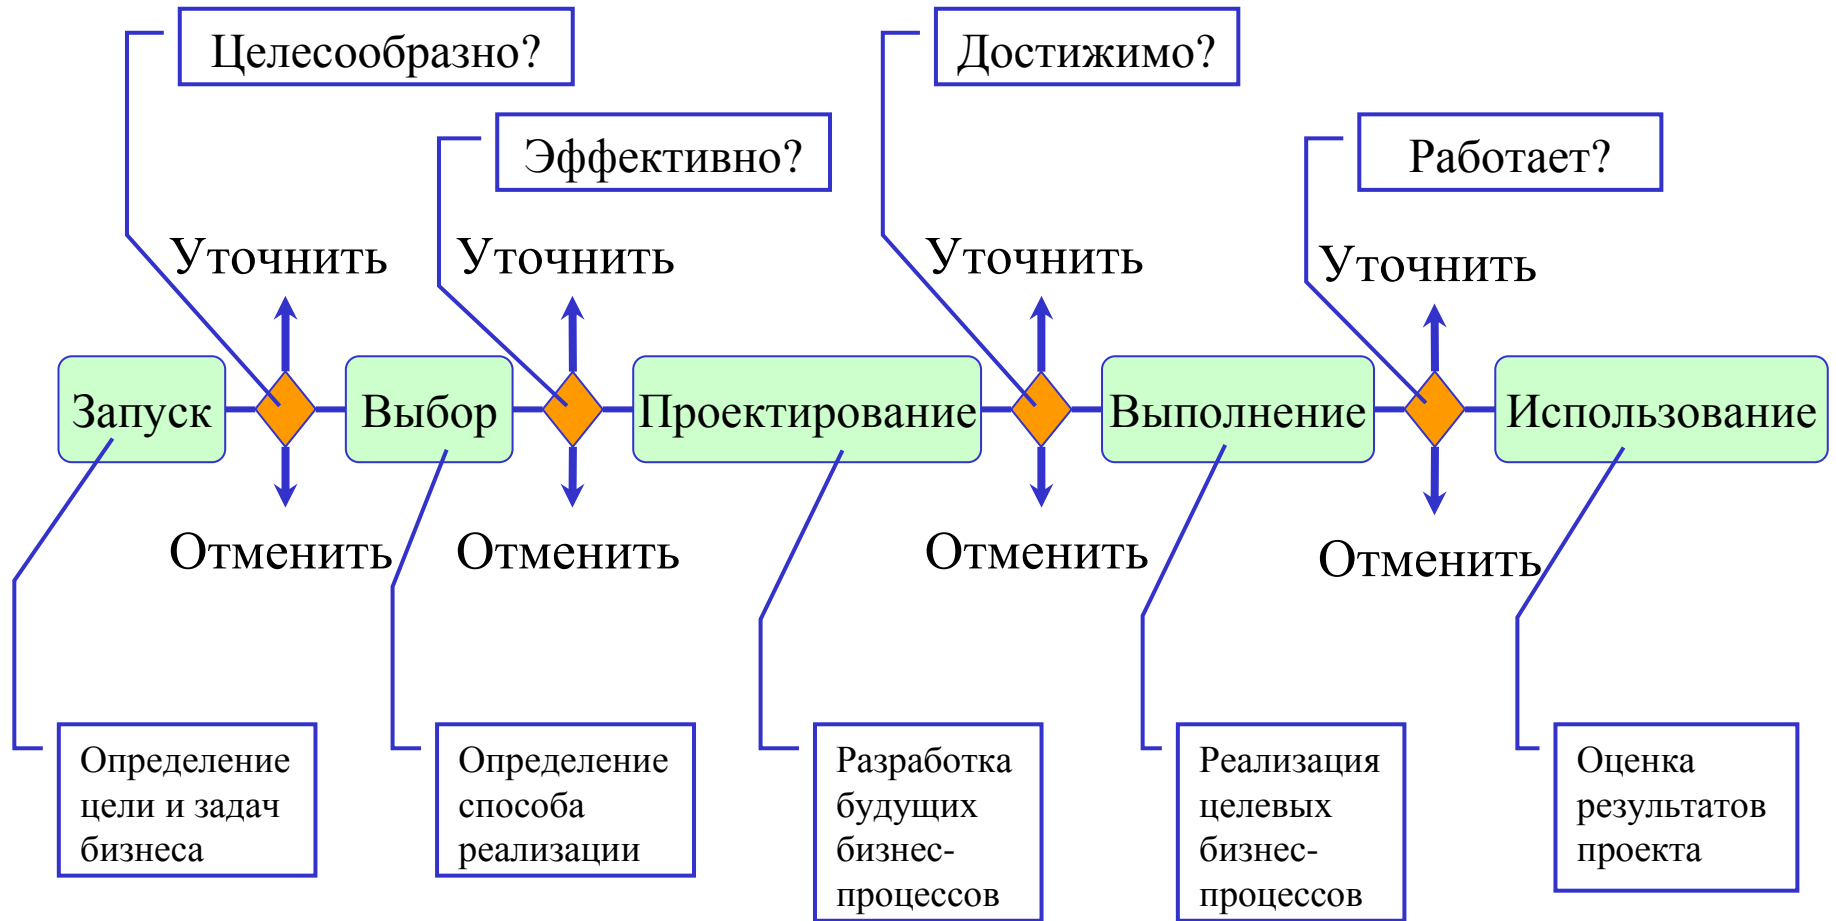 Целесообразно?
Достижимо?
Эффективно?
Работает?
Уточнить
Уточнить
Уточнить
Уточнить
Запуск
Выбор
Проектирование
Выполнение
Использование
Отменить
Отменить
Отменить
Отменить
Определение
цели и задач
бизнеса
Определение
способа
реализации
Разработка
будущих
бизнес-
процессов
Реализация
целевых
бизнес-
процессов
Оценка
результатов
проекта